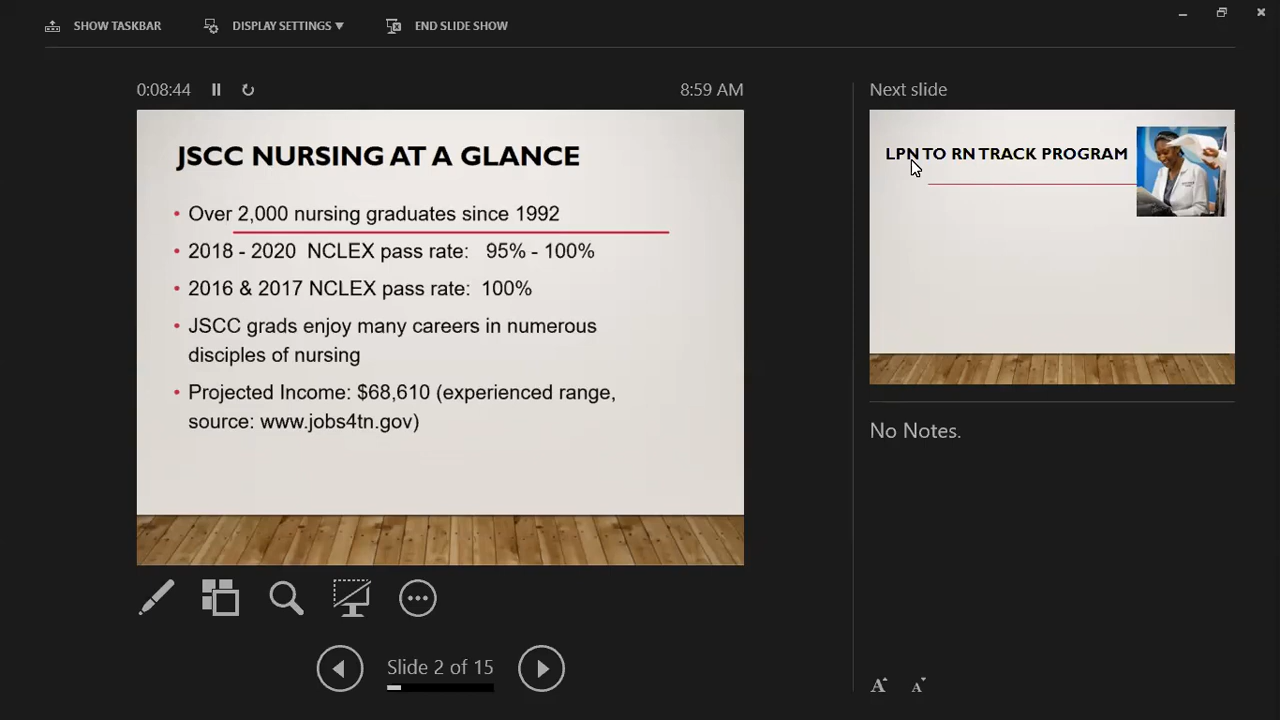 SHOW TASKBAR
DISPLAY SETTINGS ▼
END SLIDE SHOW
0:08:44
8:59 AM
JSCC NURSING AT A GLANCE
• Over 2,000 nursing graduates since 1992
• 2018 - 2020 NCLEX pass rate: 95% - 100%
• 2016 & 2017 NCLEX pass rate: 100%
• JSCC grads enjoy many careers in numerous
disciples of nursing
• Projected Income: $68,610 (experienced range,
source: www.jobs4tn.gov)
Slide 2 of 15
Next slide
LPN TO RN TRACK PROGRAM
No Notes.
A
A